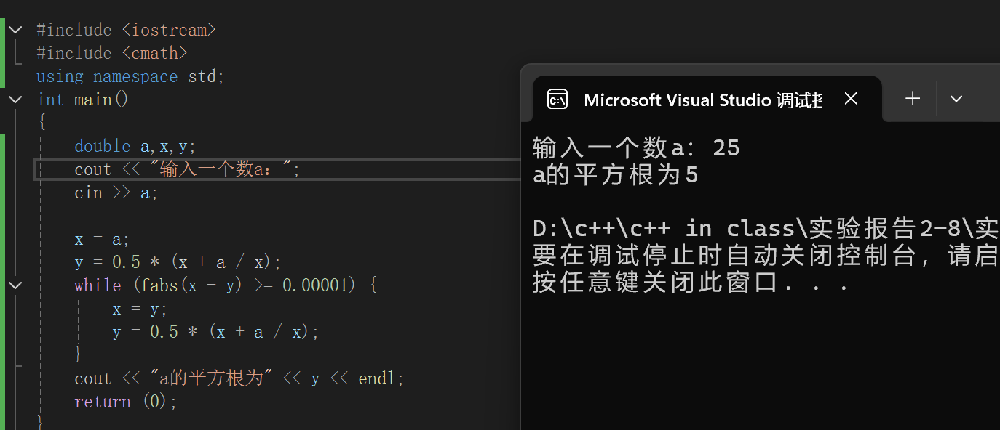 #include <iostream>
#include <cmath>
using namespace std;
int main()
{
double a,x,y;
cout << "输入一个数a：";
cin >> a;
x = a;
y = 0.5 * (x + a / x);
while (fabs(x - y) >= 0.00001) {
x = y;
y = 0.5 * (x + a / x);
}
cout << "a的平方根为" << y << endl;
return (0);
}
Microsoft Visual Studio 调试控
输入一个数a：25
a的平方根为5
D:\c++\c++ in class\实验报告2-8\实
要在调试停止时自动关闭控制台，请启
按任意键关闭此窗口. . .